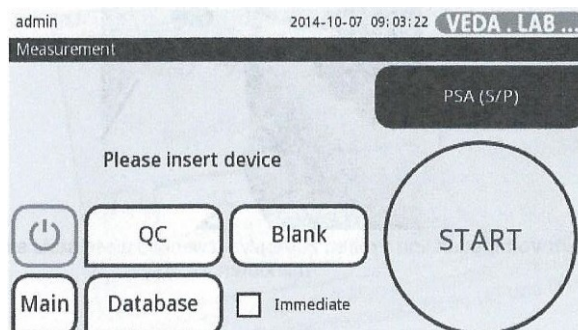 admin 2014-10-07 09:03:22 VEDA . LAB ...
Measurement
PSA (S/P)
Please insert device
QC Blank START
Main Database Immediate